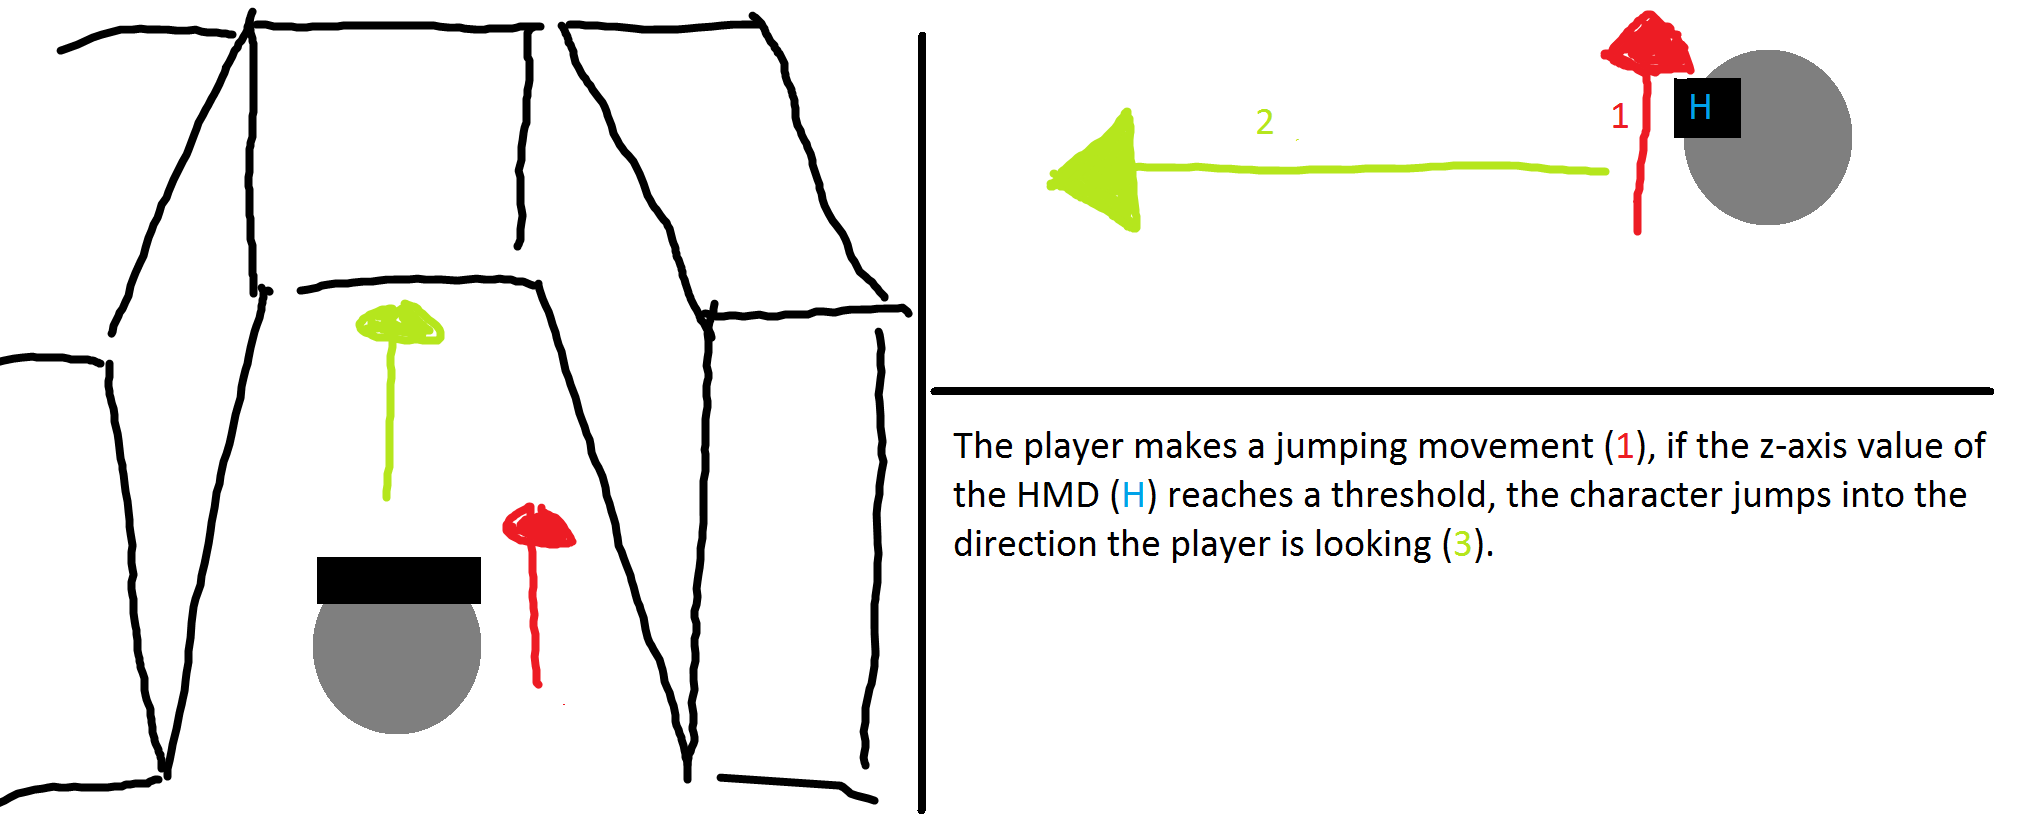 2
1
H
The player makes a jumping movement (1), if the z-axis value of
the HMD (H) reaches a threshold, the character jumps into the
direction the player is looking (3).